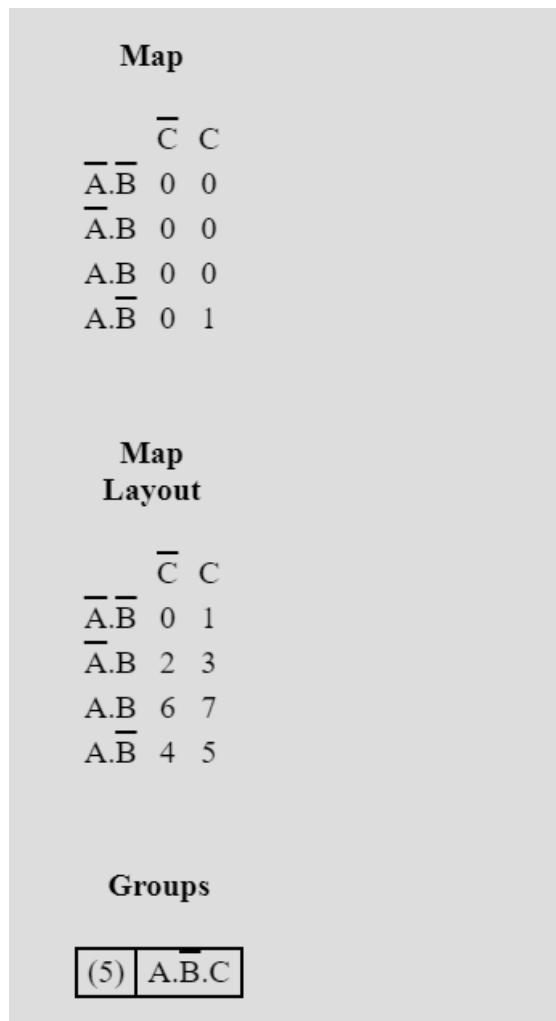 Map
C̅ C
A̅.B̅ 0 0
A̅.B 0 0
A.B 0 0
A.B̅ 0 1
Map
Layout
C̅ C
A̅.B̅ 0 1
A̅.B 2 3
A.B 6 7
A.B̅ 4 5
Groups
(5) A.B̅.C